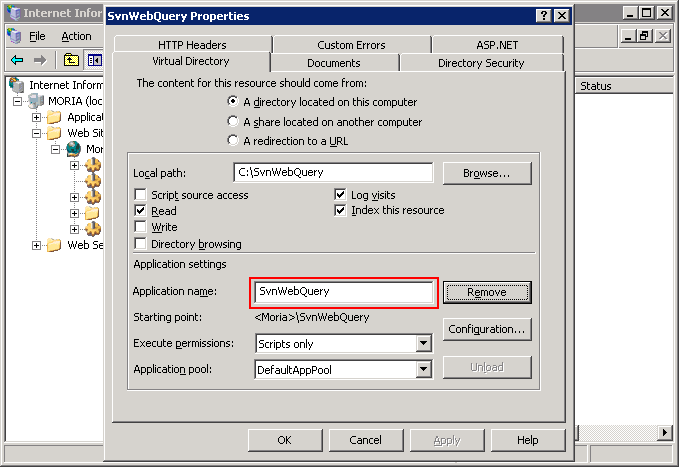 Internet Infor
SvnWebQuery Properties
File
Action
Internet Inform
MORIA (loc
Applicat
Web Sit
Mor
Web Se
Status
HTTP Headers
Custom Errors
ASP.NET
Virtual Directory
Documents
Directory Security
The content for this resource should come from:
A directory located on this computer
A share located on another computer
A redirection to a URL
Local path:
C:\SvnWebQuery
Browse...
Script source access
Log visits
Read
Index this resource
Write
Directory browsing
Application settings
Application name:
SvnWebQuery
Remove
Starting point:
<Moria>\SvnWebQuery
Configuration...
Execute permissions:
Scripts only
Application pool:
DefaultAppPool
Unload
OK
Cancel
Apply
Help